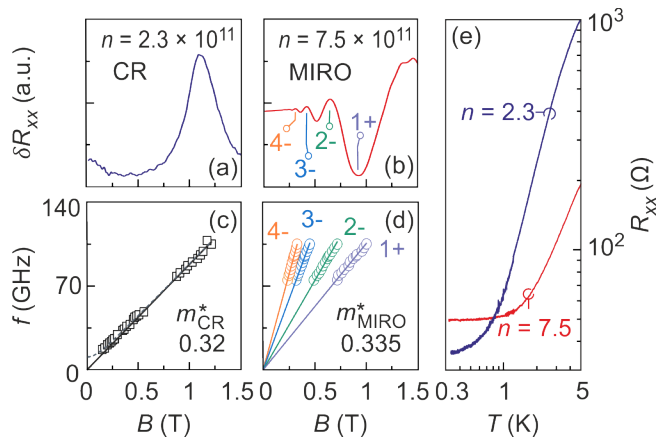 n = 2.3 × 10¹¹
CR
(a)
δRxx (a.u.)
n = 7.5 × 10¹¹
MIRO
1+
2-
3-
4-
(b)
(c)
140
70
0
f (GHz)
m*CR
0.32
0
0.5
1.0
1.5
B (T)
(d)
4-
3-
2-
1+
m*MIRO
0.335
0
0.5
1.0
1.5
B (T)
(e)
n = 2.3
n = 7.5
10³
10²
Rxx (Ω)
0.3
1
5
T (K)